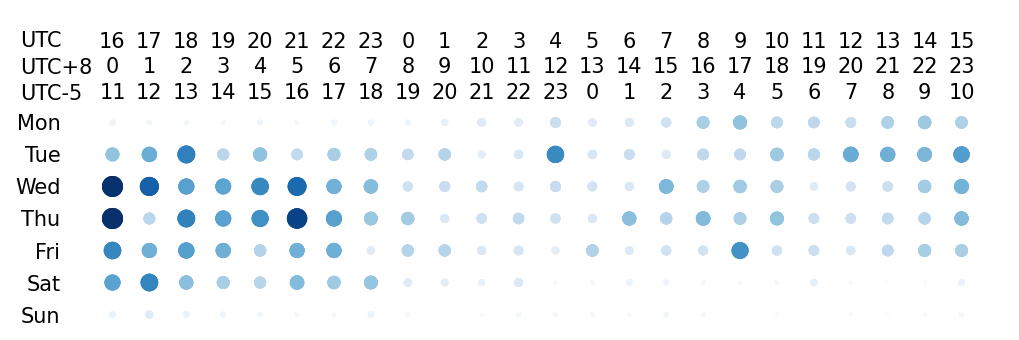 UTC 16 17 18 19 20 21 22 23 0 1 2 3 4 5 6 7 8 9 10 11 12 13 14 15
UTC+8 0 1 2 3 4 5 6 7 8 9 10 11 12 13 14 15 16 17 18 19 20 21 22 23
UTC-5 11 12 13 14 15 16 17 18 19 20 21 22 23 0 1 2 3 4 5 6 7 8 9 10
Mon
Tue
Wed
Thu
Fri
Sat
Sun